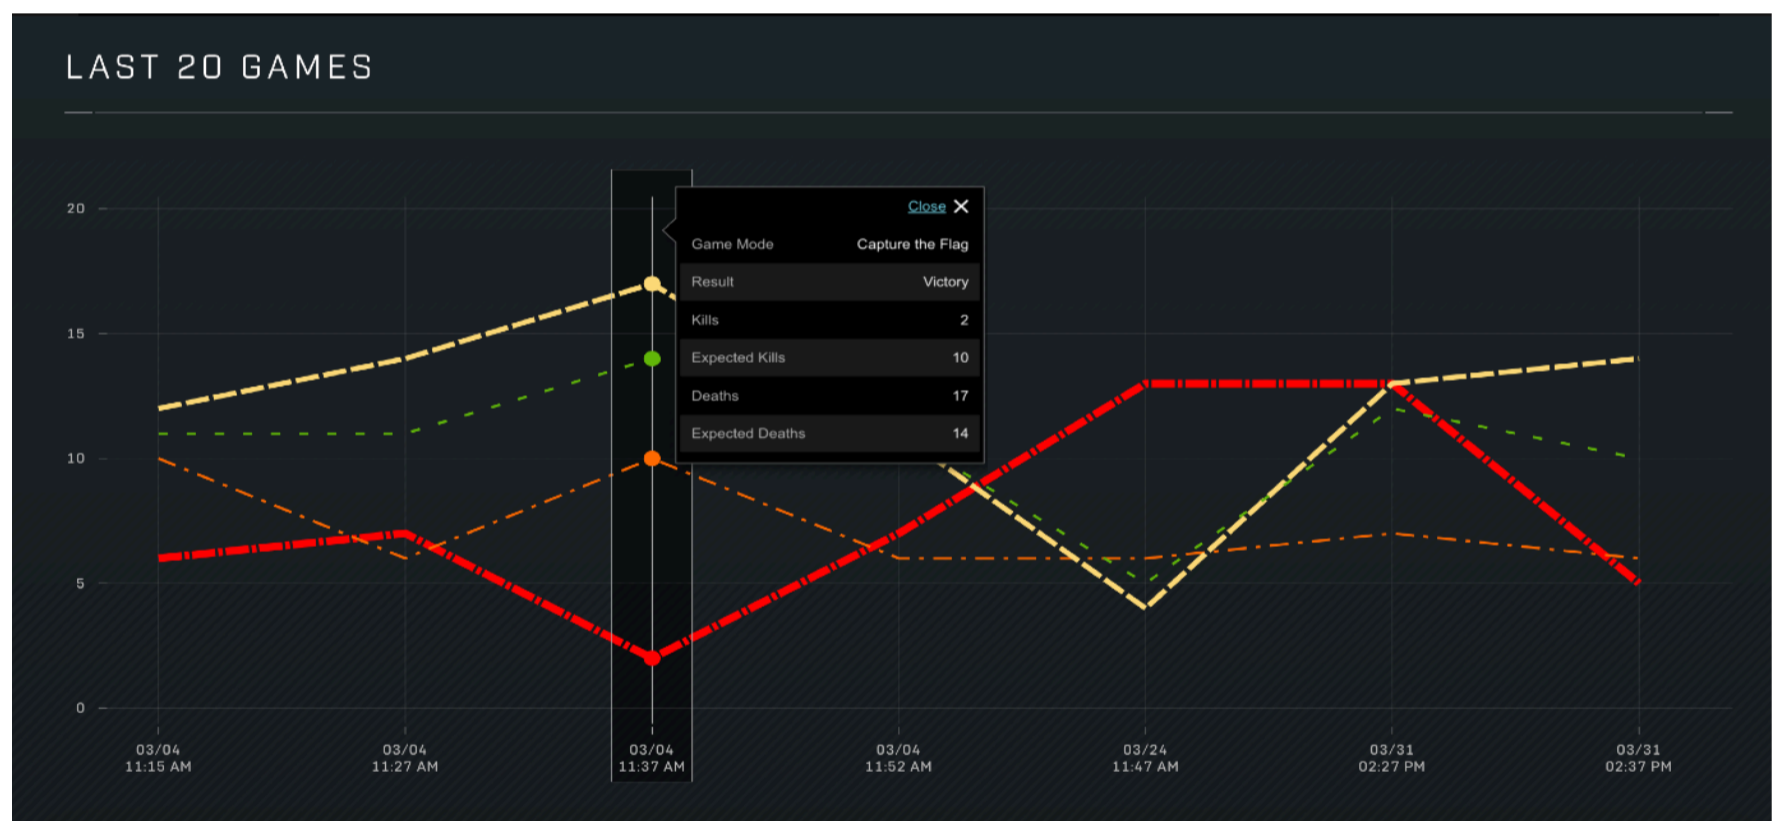 LAST 20 GAMES
Close
Game Mode Capture the Flag
Result Victory
Kills 2
Expected Kills 10
Deaths 17
Expected Deaths 14
20
15
10
5
0
03/04 03/04 03/04 03/04 03/24 03/31 03/31
11:15 AM 11:27 AM 11:37 AM 11:52 AM 11:47 AM 02:27 PM 02:37 PM